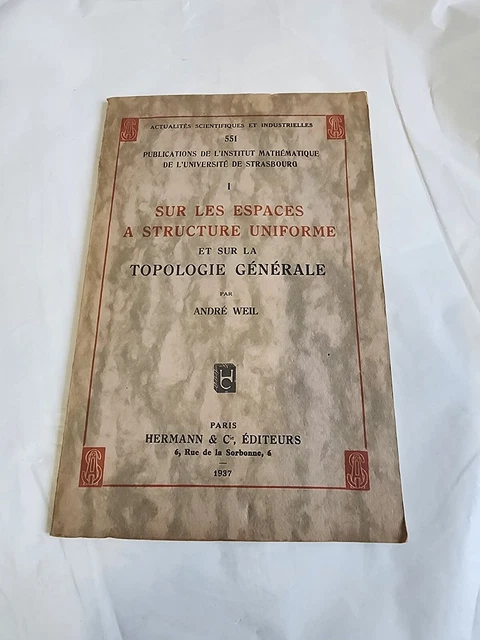 ACTUALITÉS SCIENTIFIQUES ET INDUSTRIELLES
551
PUBLICATIONS DE L'INSTITUT MATHÉMATIQUE
DE L'UNIVERSITÉ DE STRASBOURG
I
SUR LES ESPACES
A STRUCTURE UNIFORME
ET SUR LA
TOPOLOGIE GÉNÉRALE
PAR
ANDRÉ WEIL
HC
PARIS
HERMANN & Cie, ÉDITEURS
6, Rue de la Sorbonne, 6
1937